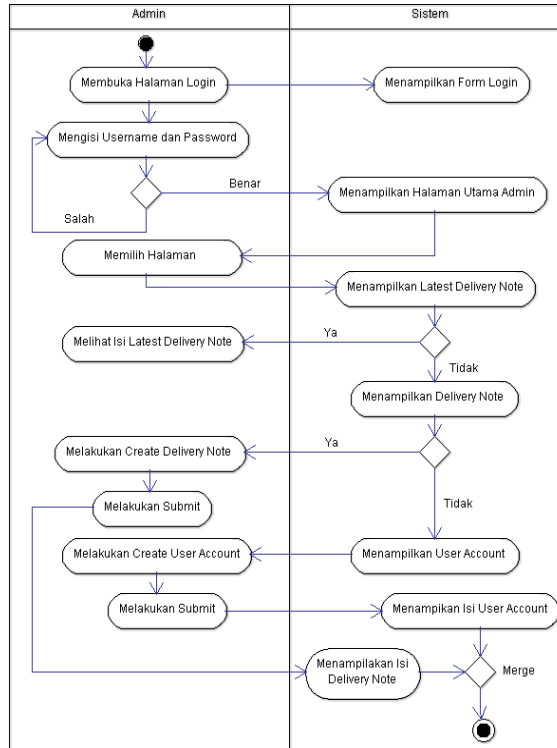 Admin
Sistem
Membuka Halaman Login
Menampilkan Form Login
Mengisi Username dan Password
Benar
Menampilkan Halaman Utama Admin
Salah
Memilih Halaman
Menampilkan Latest Delivery Note
Melihat Isi Latest Delivery Note
Ya
Tidak
Menampilkan Delivery Note
Melakukan Create Delivery Note
Ya
Melakukan Submit
Tidak
Melakukan Create User Account
Menampilkan User Account
Melakukan Submit
Menampikan Isi User Account
Menampilakan Isi
Delivery Note
Merge